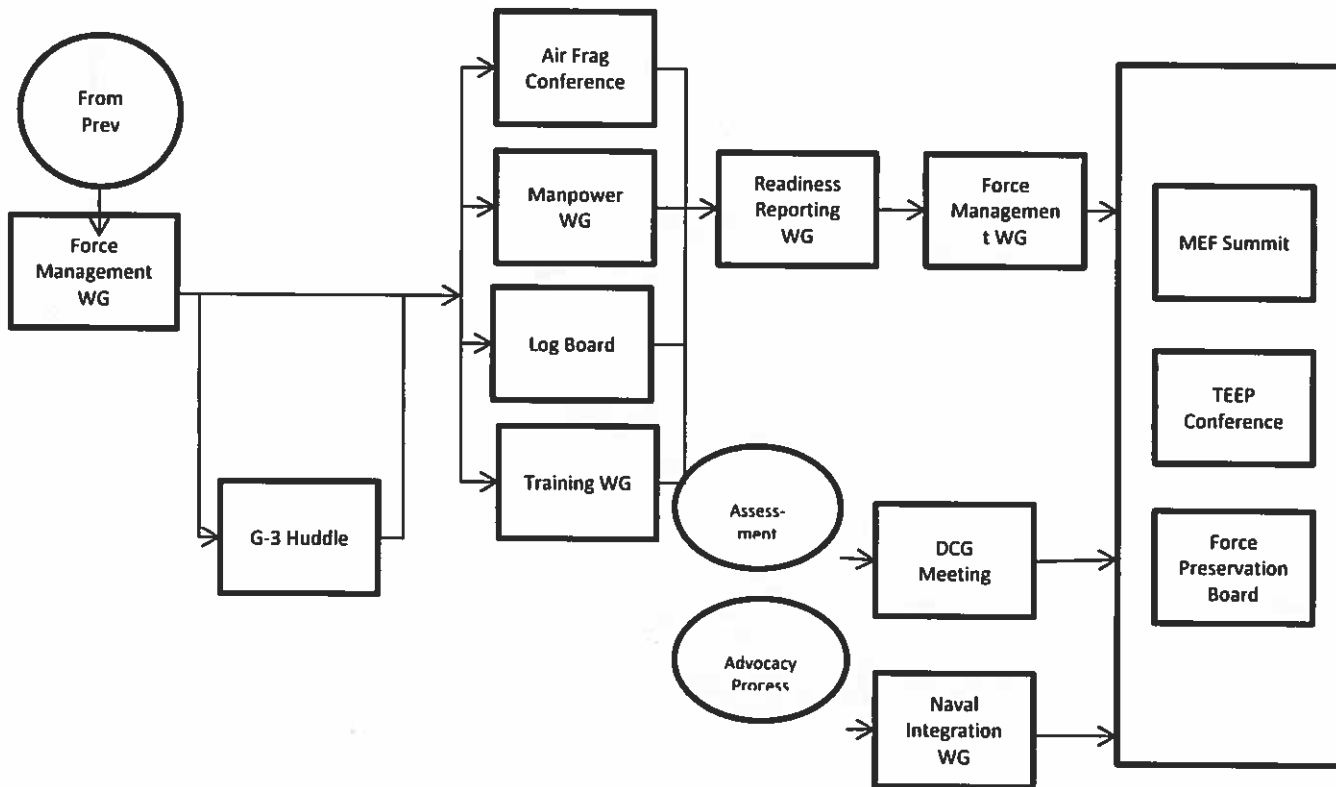 From
Prev
Force
Management
WG
G-3 Huddle
Air Frag
Conference
Manpower
WG
Log Board
Training WG
Readiness
Reporting
WG
Force
Managemen
t WG
Assess-
ment
Advocacy
Process
DCG
Meeting
Naval
Integration
WG
MEF Summit
TEEP
Conference
Force
Preservation
Board